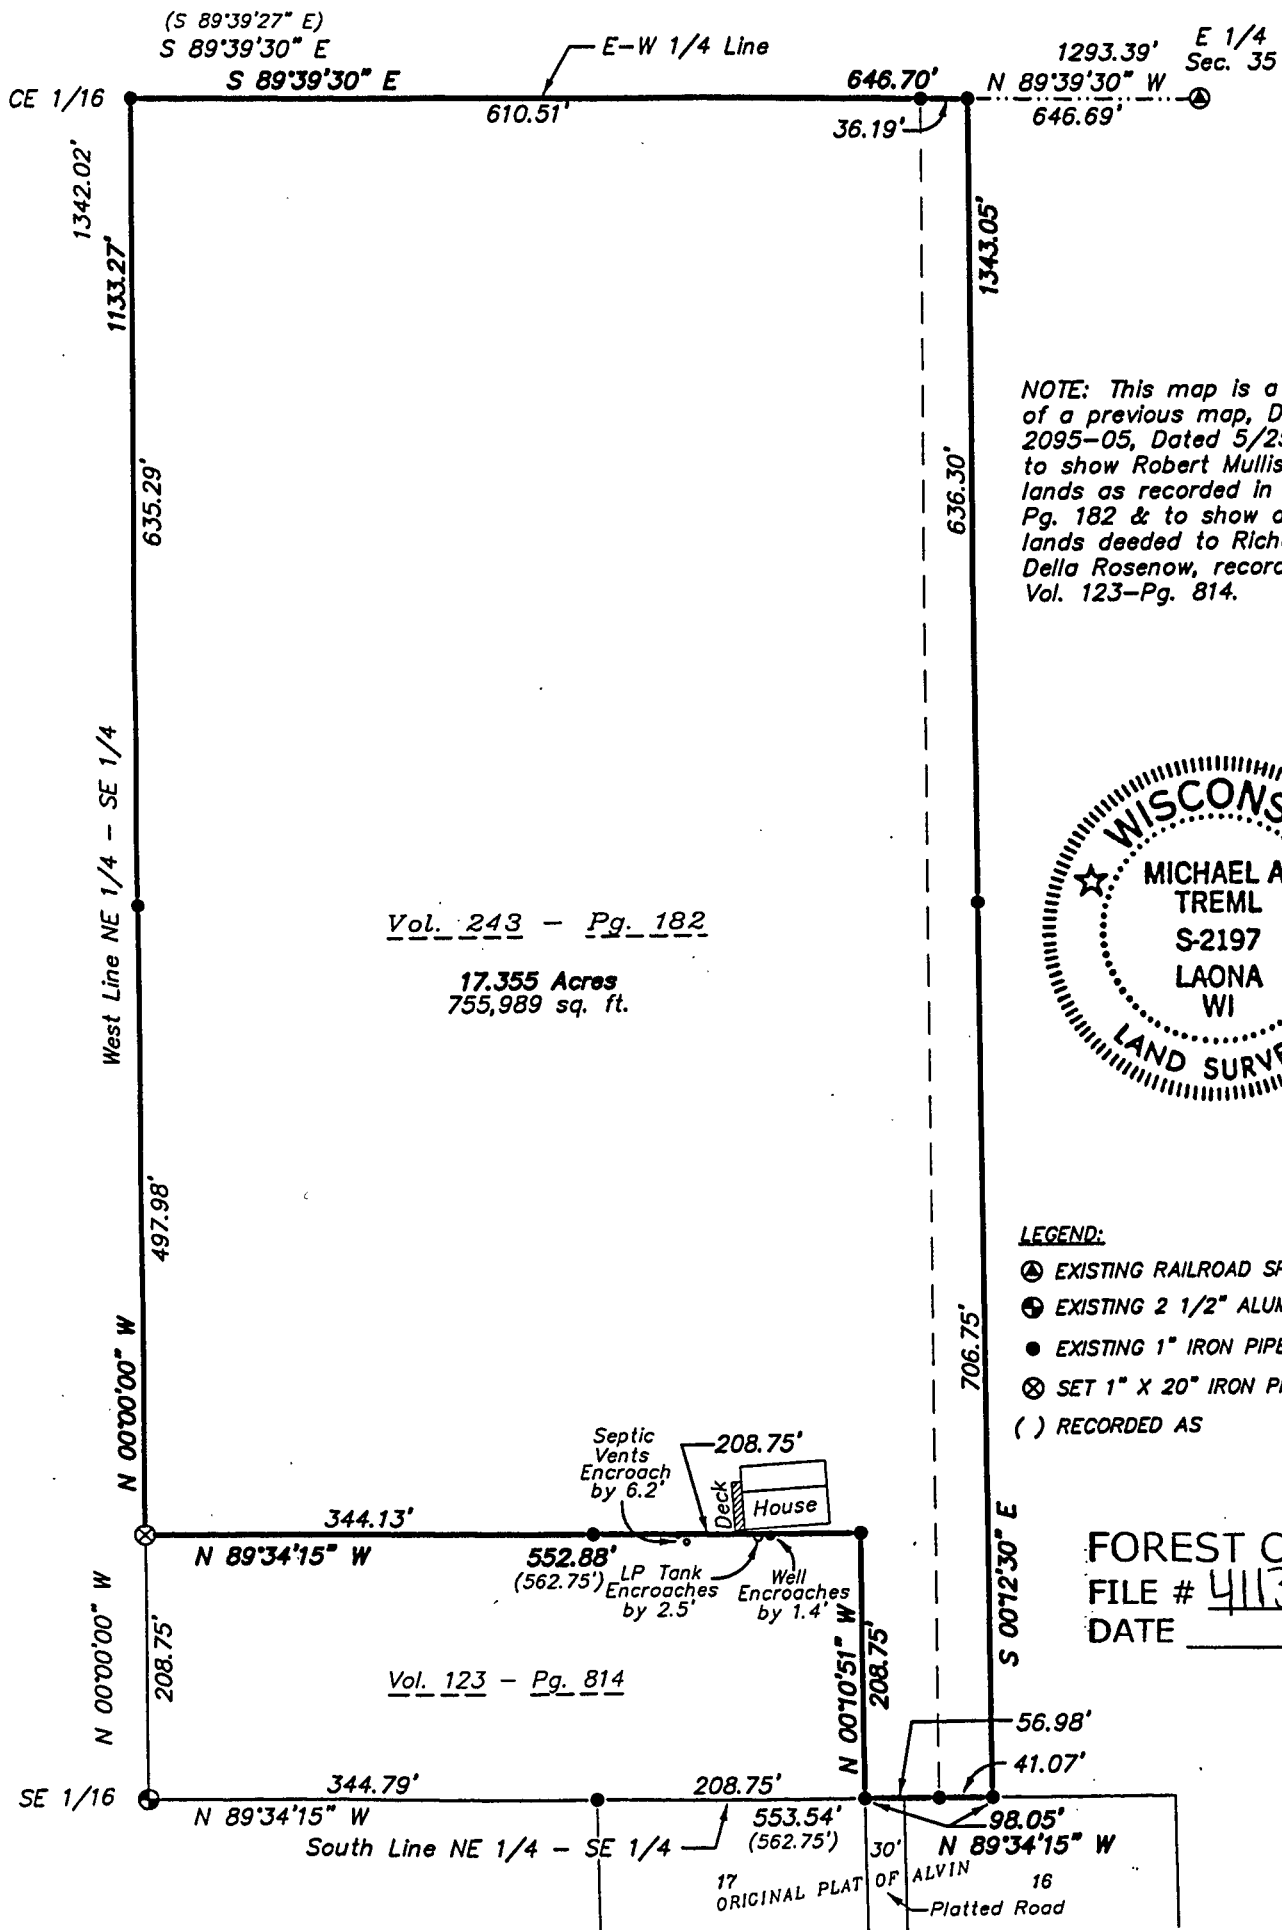 (S 89°39'27" E)
S 89°39'30" E
S 89°39'30" E
E-W 1/4 Line
646.70'
1293.39'
N 89°39'30" W
E 1/4
Sec. 35
CE 1/16
610.51'
36.19'
646.69'
1342.02'
1133.27'
1343.05'
635.29'
636.30'
NOTE: This map is a
of a previous map, D
2095-05, Dated 5/2
to show Robert Mullis
lands as recorded in
Pg. 182 & to show
lands deeded to Rich
Della Rosenow, record
Vol. 123-Pg. 814.
West Line NE 1/4 - SE 1/4
WISCONS
MICHAEL A
TREML
S-2197
LAONA
WI
LAND SURVE
Vol. 243 - Pg. 182
17.355 Acres
755,989 sq. ft.
497.98'
N 00°00'00" W
706.75'
LEGEND:
EXISTING RAILROAD SP
EXISTING 2 1/2" ALUM
EXISTING 1" IRON PIPE
SET 1" X 20" IRON PI
( ) RECORDED AS
Septic
Vents
Encroach
by 6.2'
208.75'
Deck
House
344.13'
N 89°34'15" W
552.88'
(562.75')
LP Tank
Encroaches
by 2.5'
Well
Encroaches
by 1.4'
S 00°12'30" E
FOREST C
FILE # 4113
DATE
N 00°00'00" W
208.75'
N 00°10'51" W
208.75'
Vol. 123 - Pg. 814
56.98'
41.07'
SE 1/16
344.79'
208.75'
N 89°34'15" W
553.54'
(562.75')
98.05'
N 89°34'15" W
South Line NE 1/4 - SE 1/4
30'
17
16
ORIGINAL PLAT OF ALVIN
Platted Road